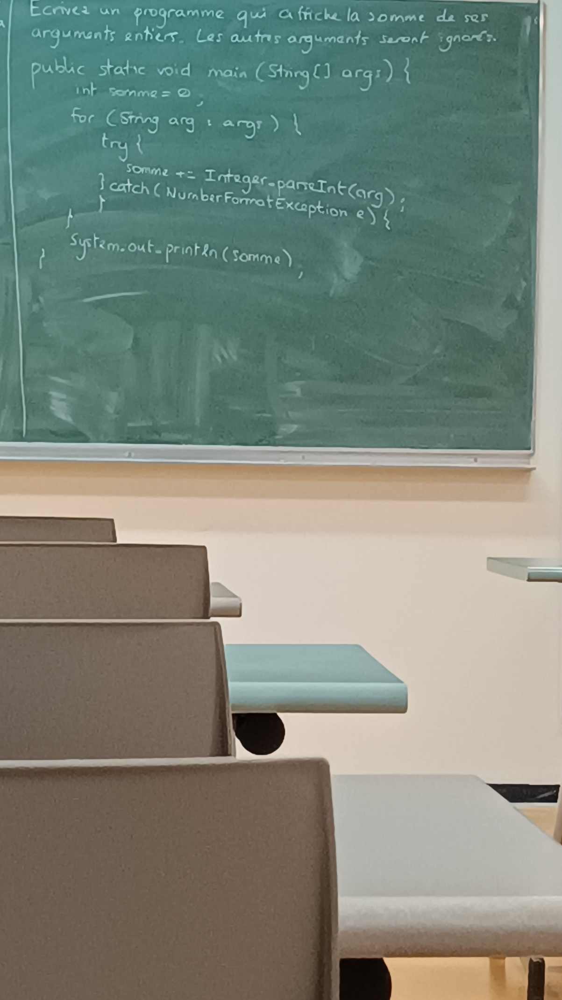 Ecrivez un programme qui affiche la somme de ses
arguments entiers. Les autres arguments seront ignorés.
public static void main (String[] args) {
int somme = 0;
for (String arg : args) {
try {
somme += Integer.parseInt(arg);
} catch (NumberFormatException e) {
}
}
System.out.println(somme);
}